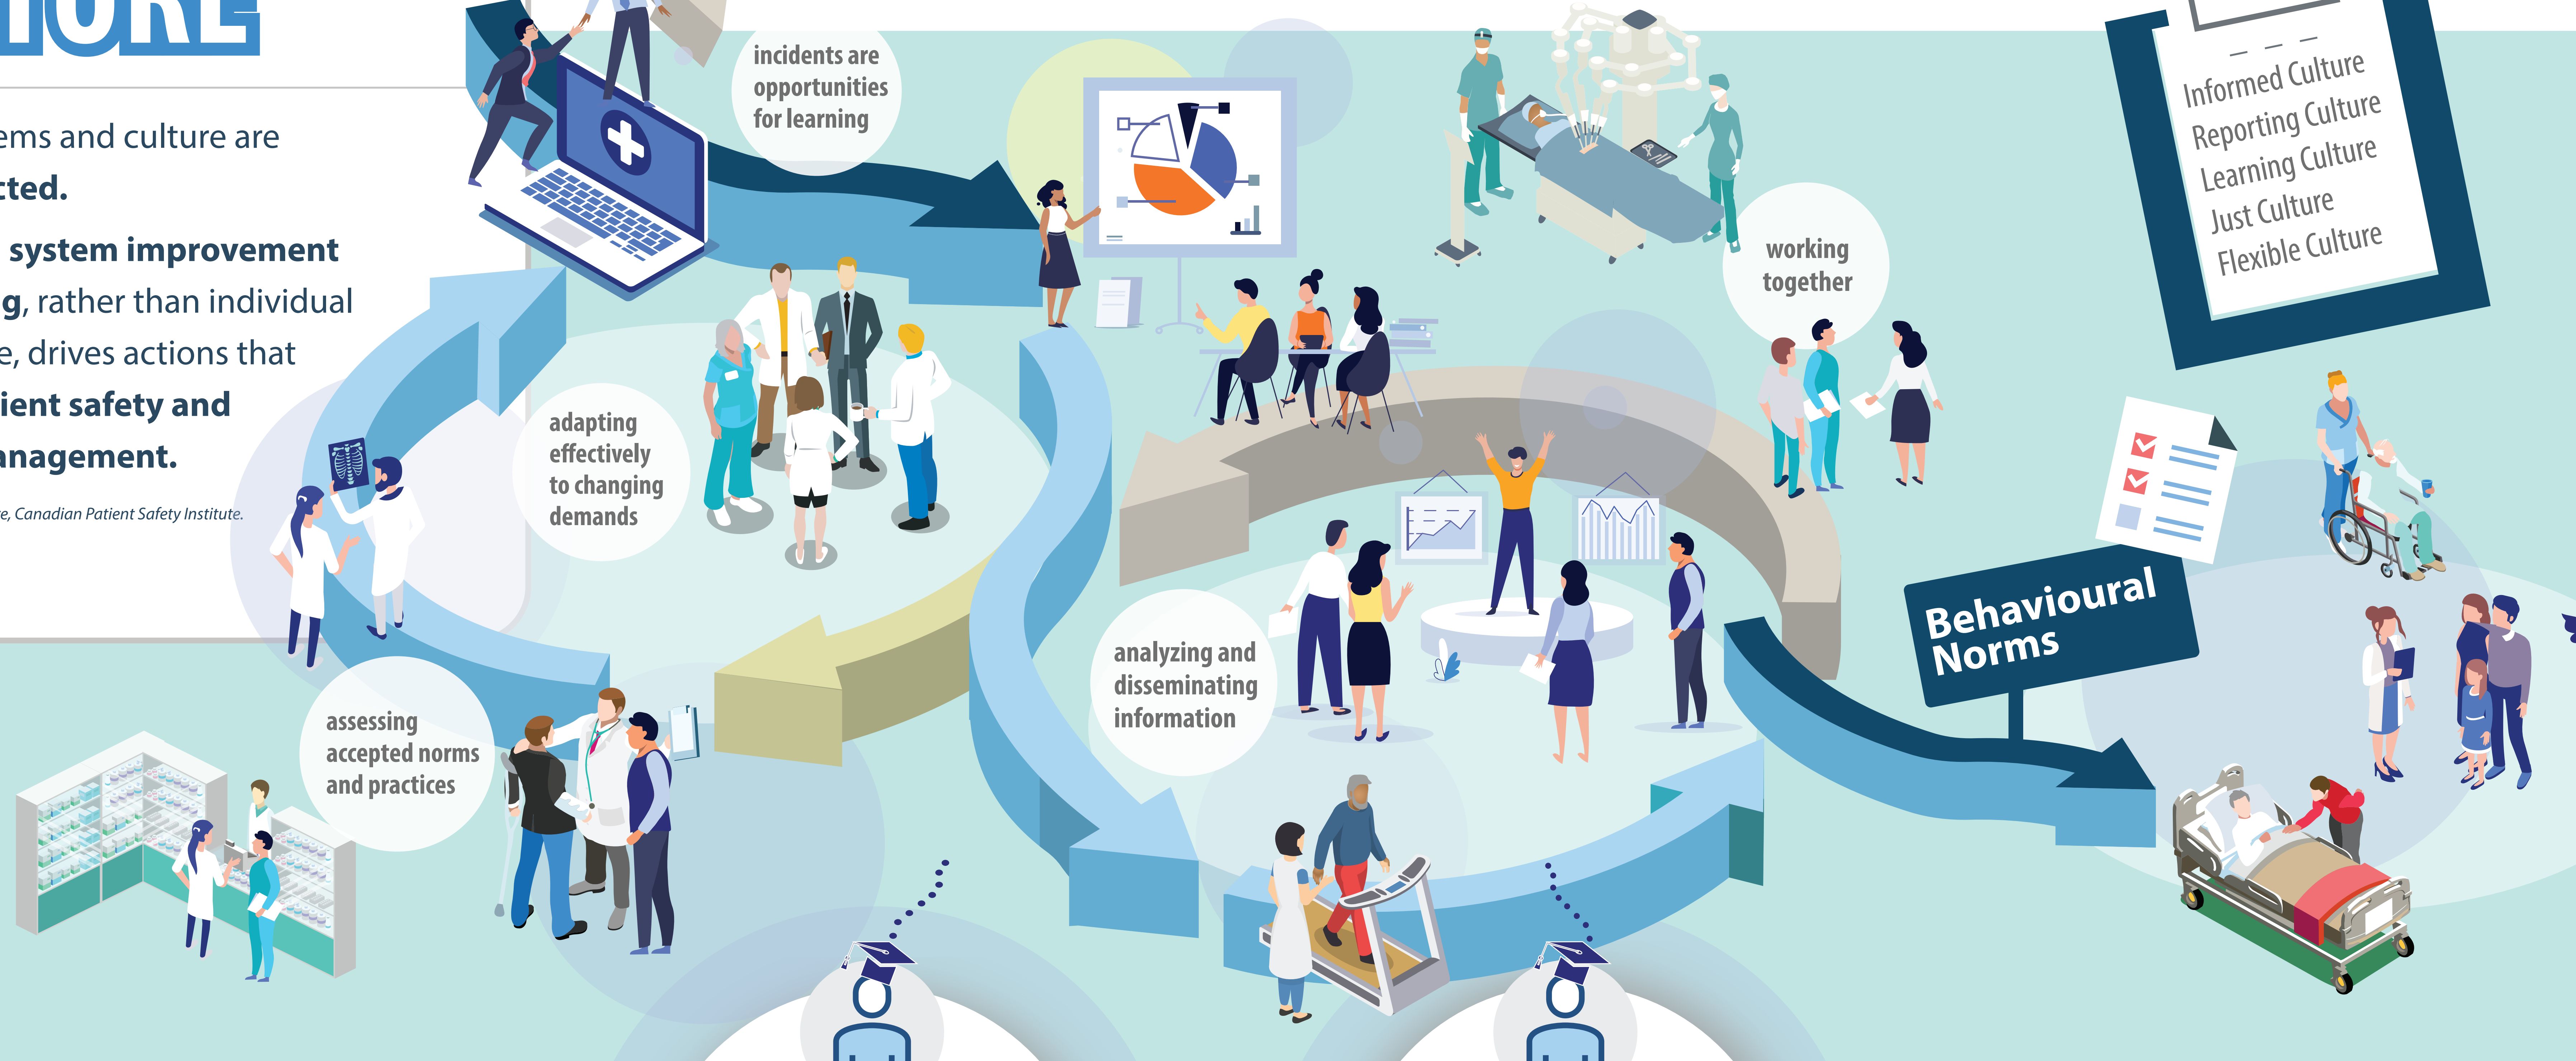 ems and culture are
cted.
system improvement
g, rather than individual
e, drives actions that
ient safety and
anagement.
re, Canadian Patient Safety Institute.
incidents are
opportunities
for learning
adapting
effectively
to changing
demands
assessing
accepted norms
and practices
analyzing and
disseminating
information
working
together
Informed Culture
Reporting Culture
Learning Culture
Just Culture
Flexible Culture
Behavioural
Norms